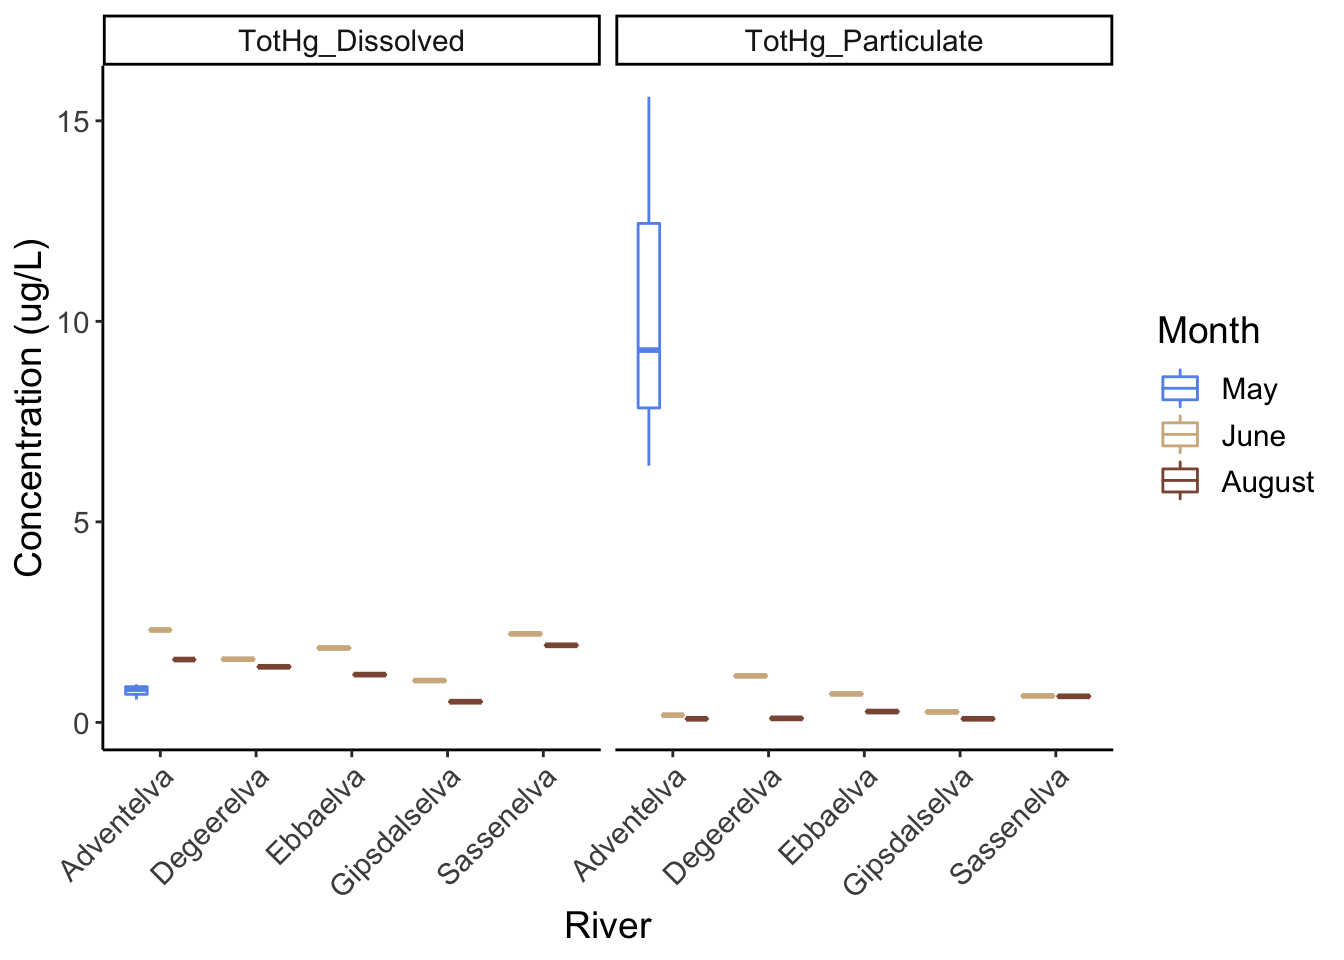 TotHg_Dissolved
TotHg_Particulate
15
10
5
0
Concentration (ug/L)
Adventelva
Degeerelva
Ebbaelva
Gipsdalselva
Sassenelva
Adventelva
Degeerelva
Ebbaelva
Gipsdalselva
Sassenelva
River
Month
May
June
August